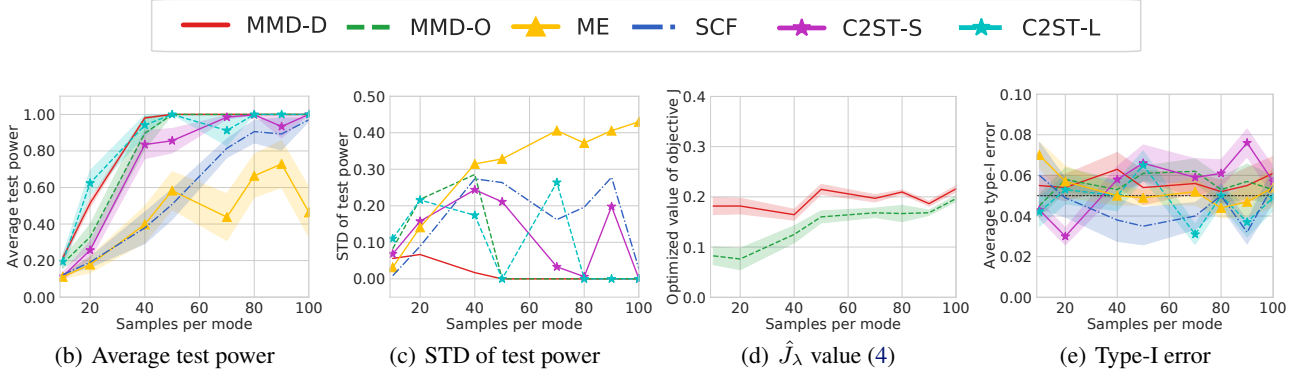 MMD-D MMD-O ME SCF C2ST-S C2ST-L
Average test power
1.00
0.80
0.60
0.40
0.20
0.00
20 40 60 80 100
Samples per mode
(b) Average test power
STD of test power
0.50
0.40
0.30
0.20
0.10
0.00
20 40 60 80 100
Samples per mode
(c) STD of test power
Optimized value of objective J
0.4
0.3
0.2
0.1
0.0
20 40 60 80 100
Samples per mode
(d) Ĵλ value (4)
Average type-I error
0.10
0.08
0.06
0.04
0.02
0.00
20 40 60 80 100
Samples per mode
(e) Type-I error